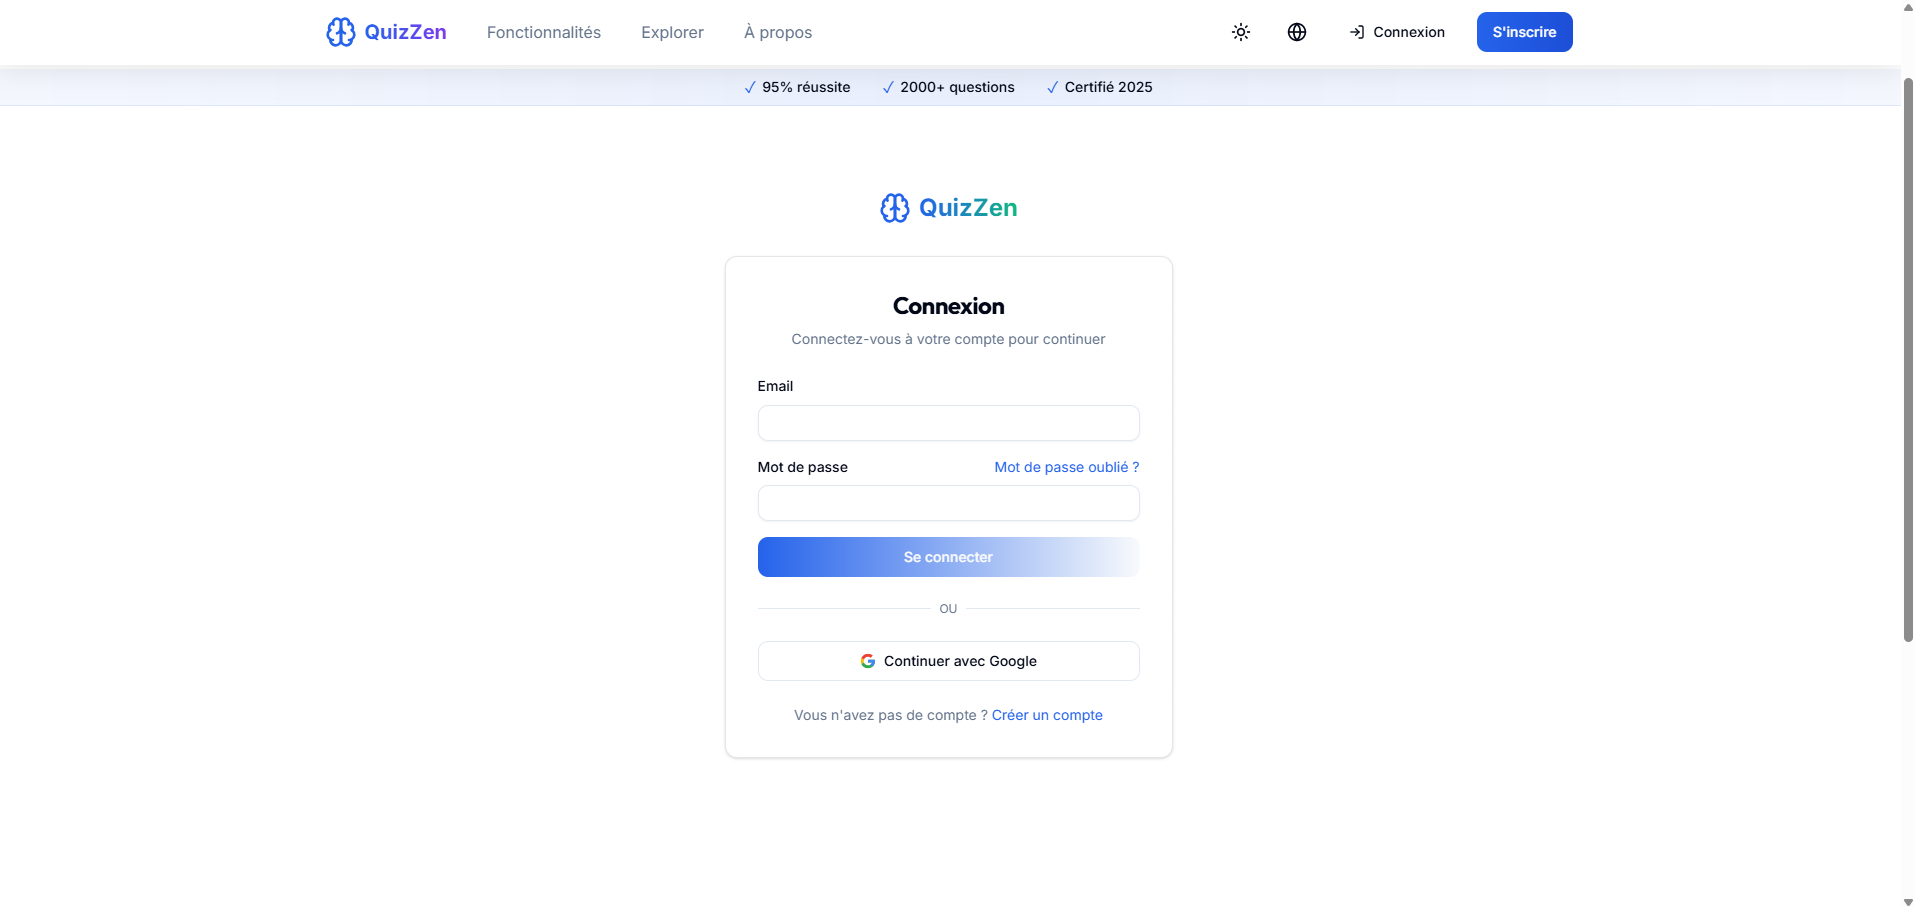 QuizZen Fonctionnalités Explorer À propos Connexion S'inscrire
✓ 95% réussite ✓ 2000+ questions ✓ Certifié 2025
QuizZen
Connexion
Connectez-vous à votre compte pour continuer
Email
Mot de passe Mot de passe oublié ?
Se connecter
OU
Continuer avec Google
Vous n'avez pas de compte ? Créer un compte